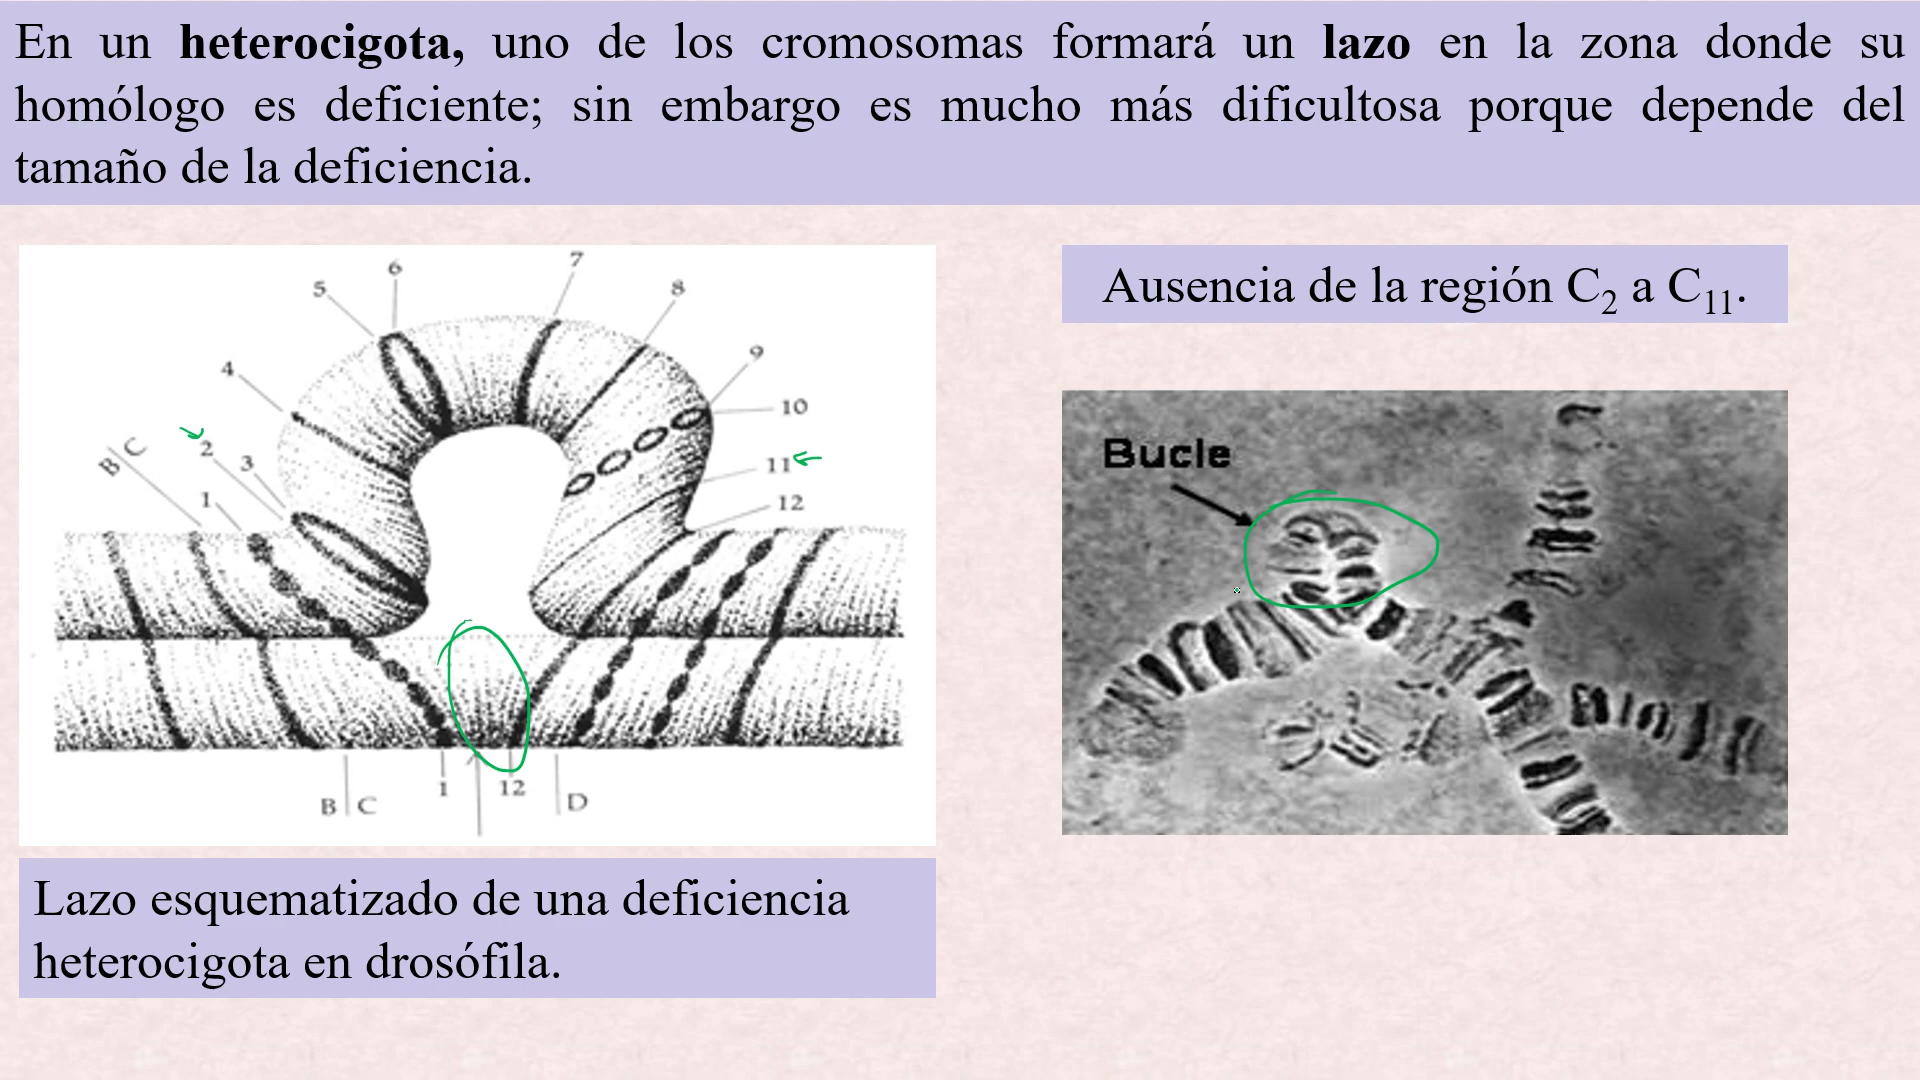 En un heterocigota, uno de los cromosomas formará un lazo en la zona donde su
homólogo es deficiente; sin embargo es mucho más dificultosa porque depende del
tamaño de la deficiencia.
5
6
7
8
9
4
10
B C
2
3
11
1
12
1
12
B C
D
Lazo esquematizado de una deficiencia
heterocigota en drosófila.
Ausencia de la región C₂ a C₁₁.
Bucle